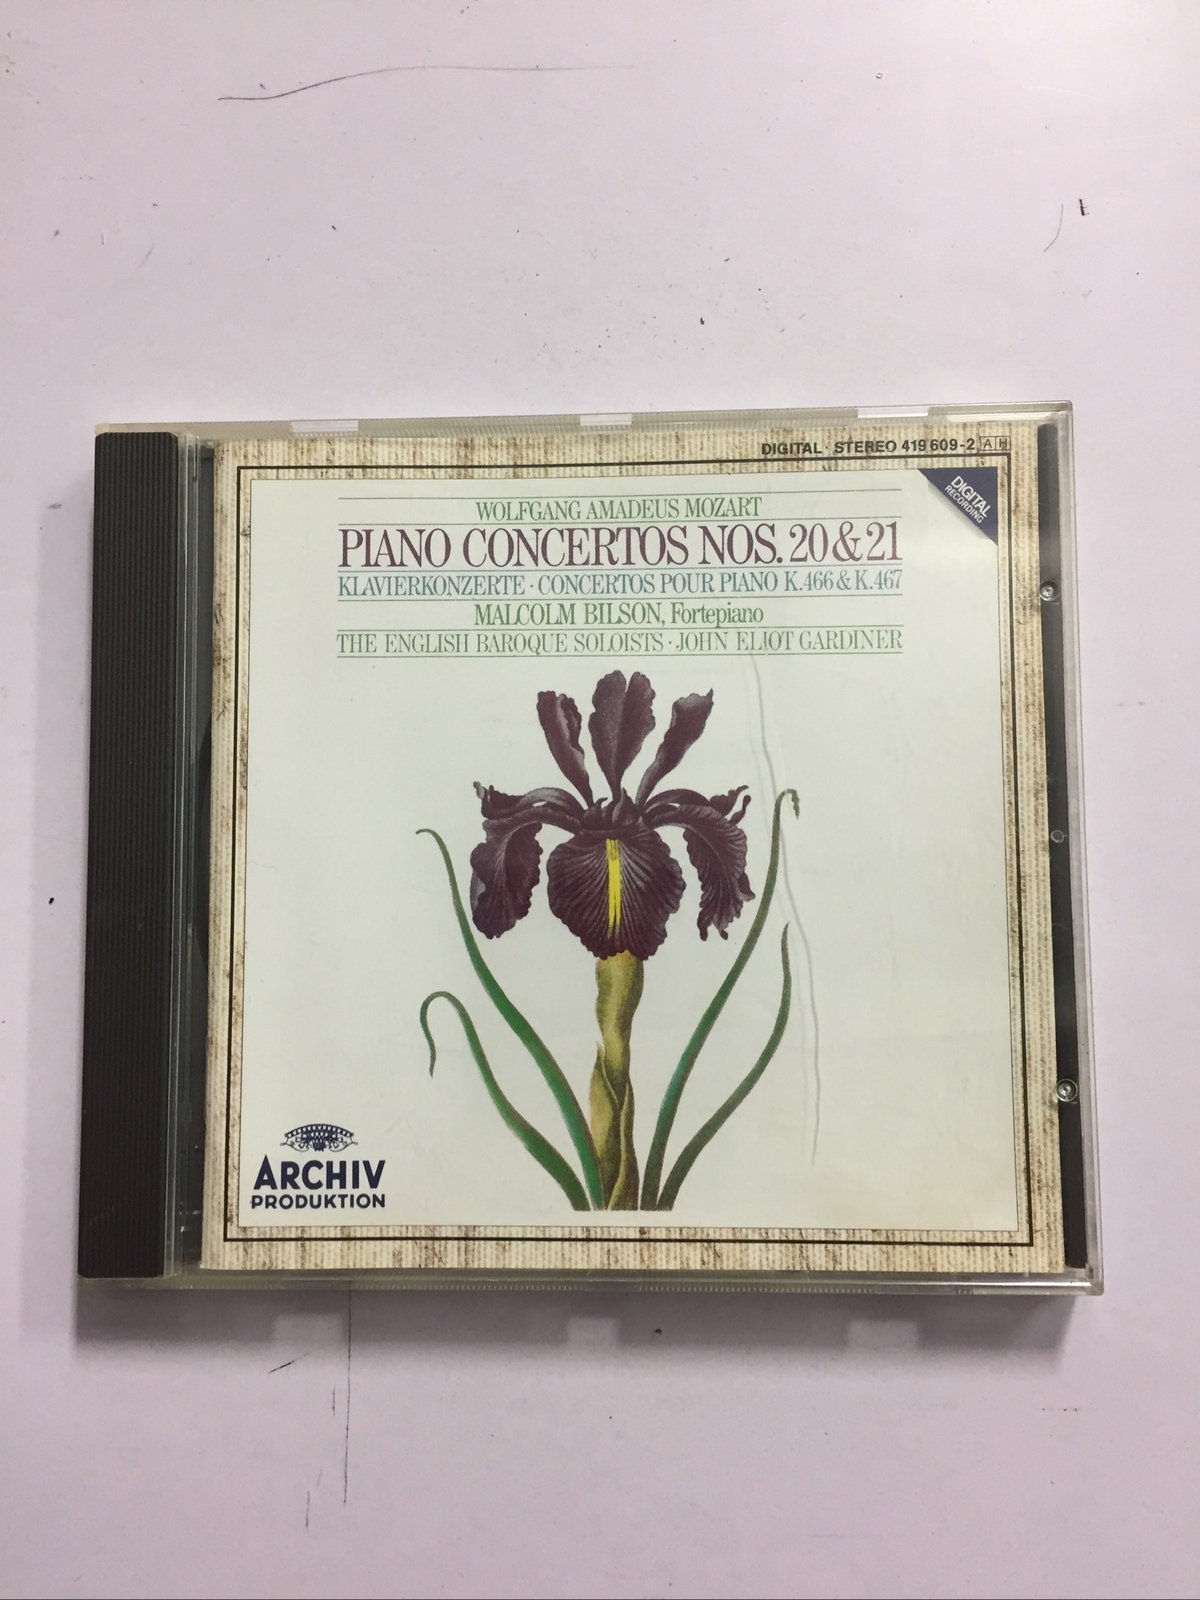 DIGITAL · STEREO 419 609-2 A H
DIGITAL
RECORDING
WOLFGANG AMADEUS MOZART
PIANO CONCERTOS NOS. 20 & 21
KLAVIERKONZERTE · CONCERTOS POUR PIANO K.466 & K.467
MALCOLM BILSON, Fortepiano
THE ENGLISH BAROQUE SOLOISTS · JOHN ELIOT GARDINER
ARCHIV
PRODUKTION